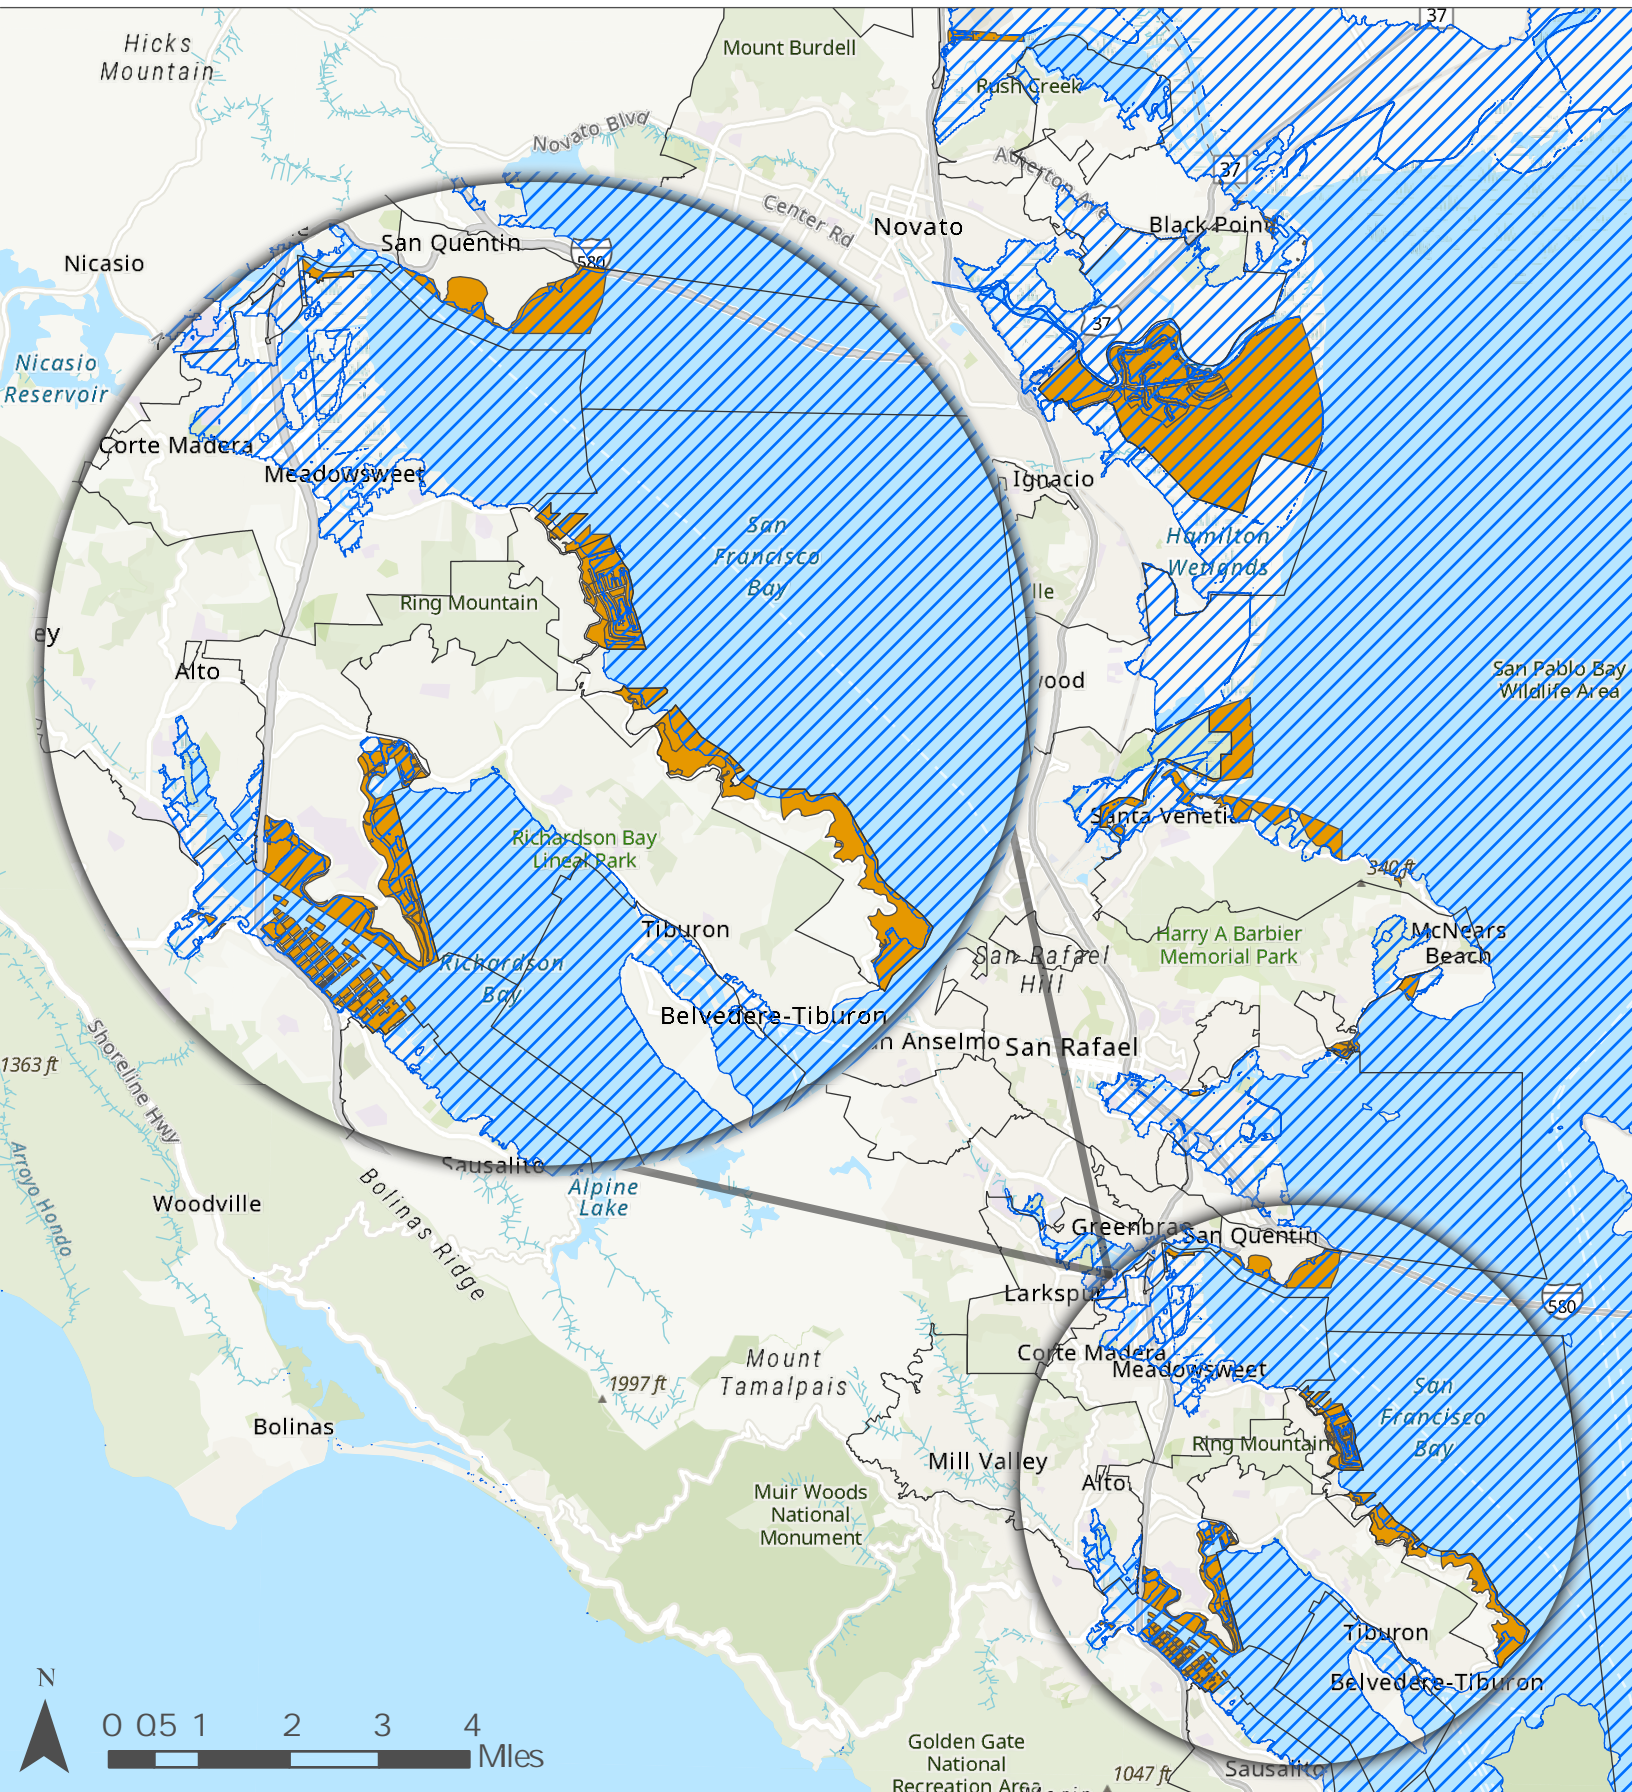 37
Hicks
Mountain
Mount Burdell
Rush Creek
Novato Blvd
Atherton Ave
37
Center Rd
Novato
Black Point
San Quentin
580
Nicasio
37
Nicasio
Reservoir
Corte Madera
Meadowsweet
Ignacio
San
Francisco
Bay
Hamilton
Wetlands
Ring Mountain
lle
ey
Alto
San Pablo Bay
Wildlife Area
Santa Venetia
Richardson Bay
Lineal Park
340 ft
Tiburon
Harry A Barbier
Memorial Park
McNears
Beach
San Rafael
Hill
Richardson
Bay
Belvedere-Tiburon
n Anselmo
San Rafael
1363 ft
Shoreline Hwy
Arroyo Hondo
Sausalito
Alpine
Lake
Woodville
Bolinas Ridge
Greenbrae
San Quentin
Larkspur
580
Corte Madera
Meadowsweet
Mount
Tamalpais
1997 ft
San
Francisco
Bay
Bolinas
Ring Mountain
Mill Valley
Alto
Muir Woods
National
Monument
Tiburon
Belvedere-Tiburon
N
0 0.5 1 2 3 4
Miles
Golden Gate
National
Recreation Area
1047 ft
Sausalito